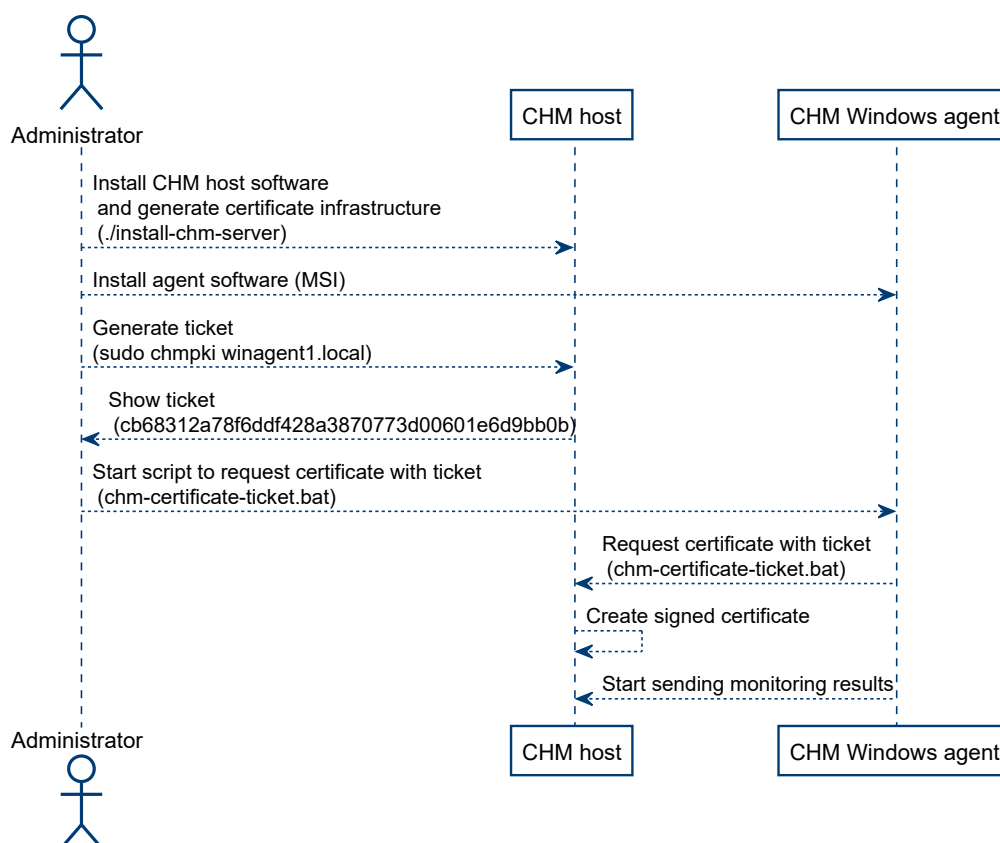 Administrator
CHM host
CHM Windows agent
Install CHM host software
and generate certificate infrastructure
(./install-chm-server)
Install agent software (MSI)
Generate ticket
(sudo chmpki winagent1.local)
Show ticket
(cb68312a78f6ddf428a3870773d00601e6d9bb0b)
Start script to request certificate with ticket
(chm-certificate-ticket.bat)
Request certificate with ticket
(chm-certificate-ticket.bat)
Create signed certificate
Start sending monitoring results
Administrator
CHM host
CHM Windows agent